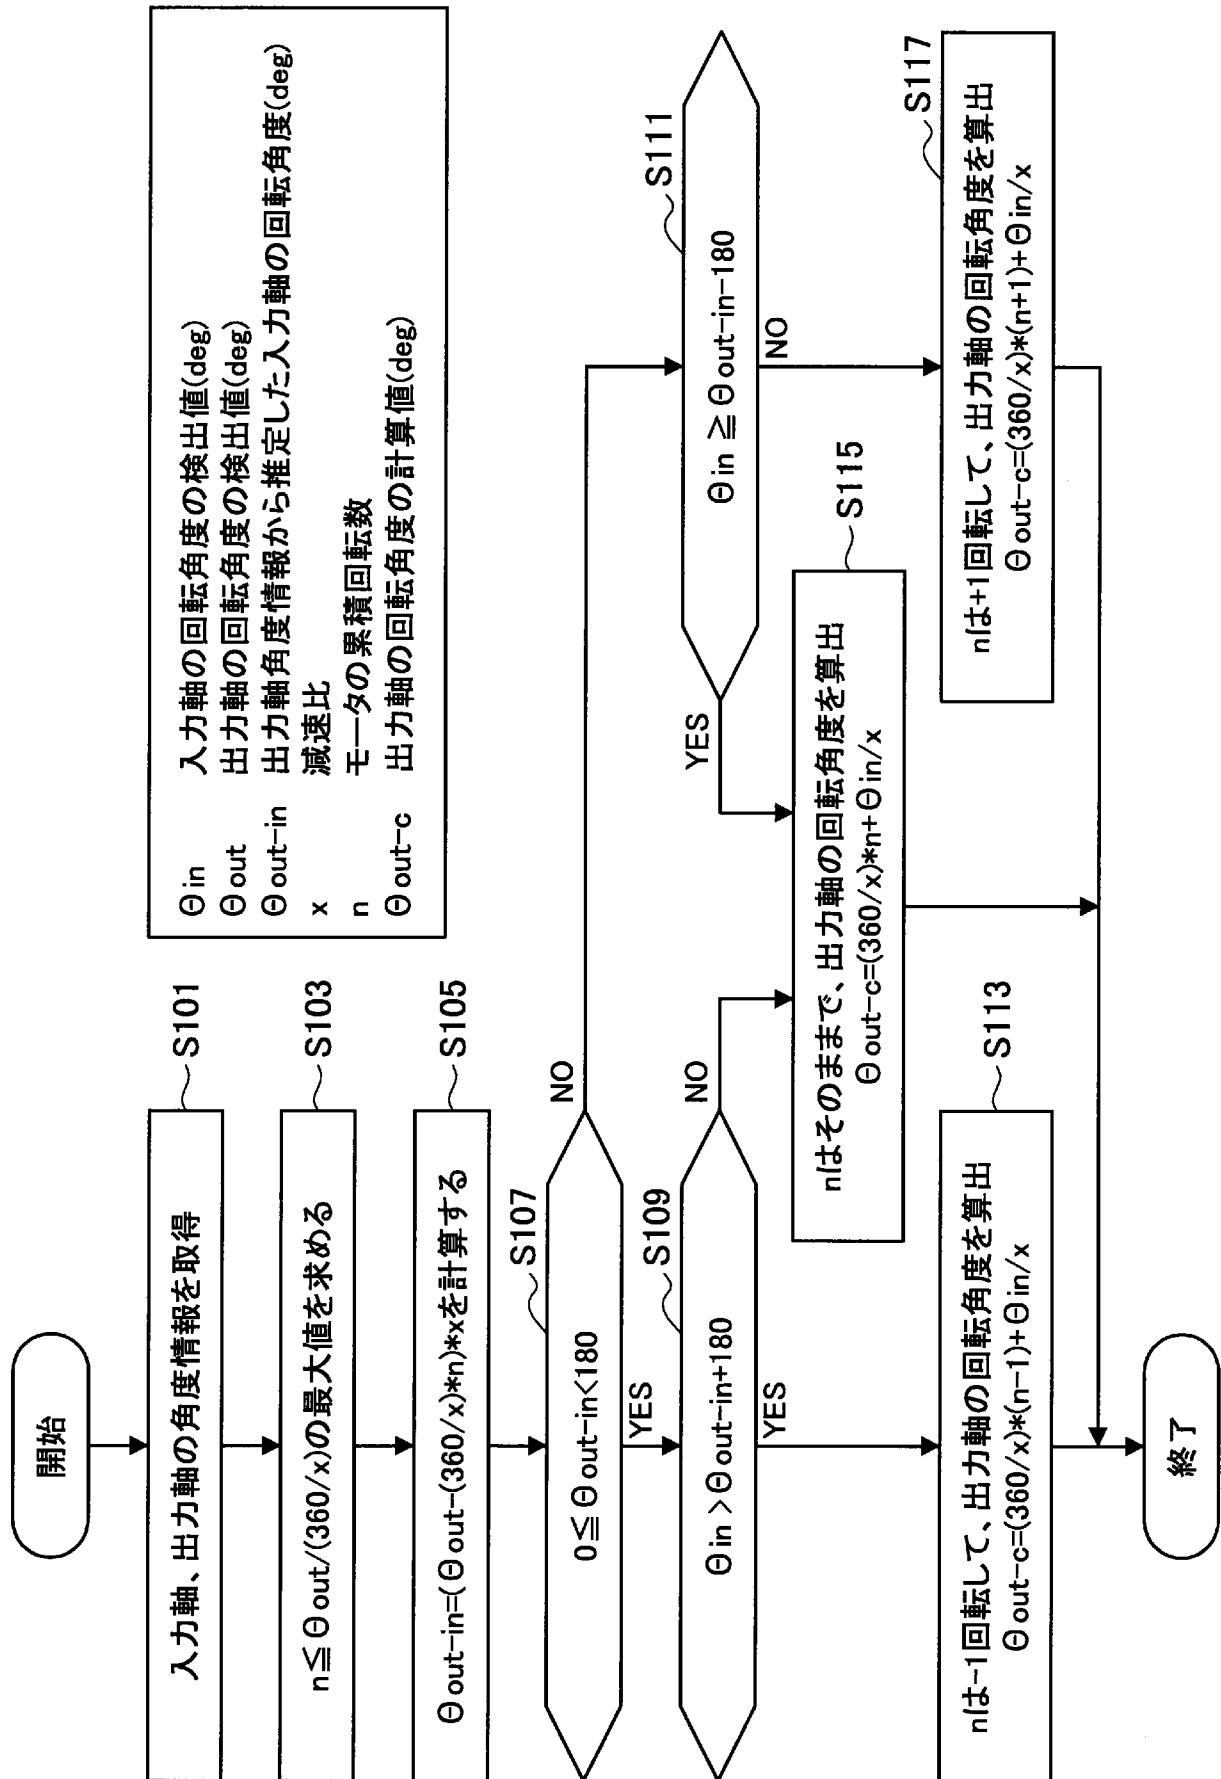 開始
入力軸、出力軸の角度情報を取得
S101
n≦Θout/(360/x)の最大値を求める
S103
Θout-in=(Θout-(360/x)*n)*xを計算する
S105
0≦Θout-in<180
S107
YES
NO
Θin>Θout-in+180
S109
YES
NO
Θin≧Θout-in-180
S111
YES
NO
nは-1回転して、出力軸の回転角度を算出
Θout-c=(360/x)*(n-1)+Θin/x
S113
nはそのままで、出力軸の回転角度を算出
Θout-c=(360/x)*n+Θin/x
S115
nは+1回転して、出力軸の回転角度を算出
Θout-c=(360/x)*(n+1)+Θin/x
S117
終了
Θin 入力軸の回転角度の検出値(deg)
Θout 出力軸の回転角度の検出値(deg)
Θout-in 出力軸角度情報から推定した入力軸の回転角度(deg)
x 減速比
n モータの累積回転数
Θout-c 出力軸の回転角度の計算値(deg)